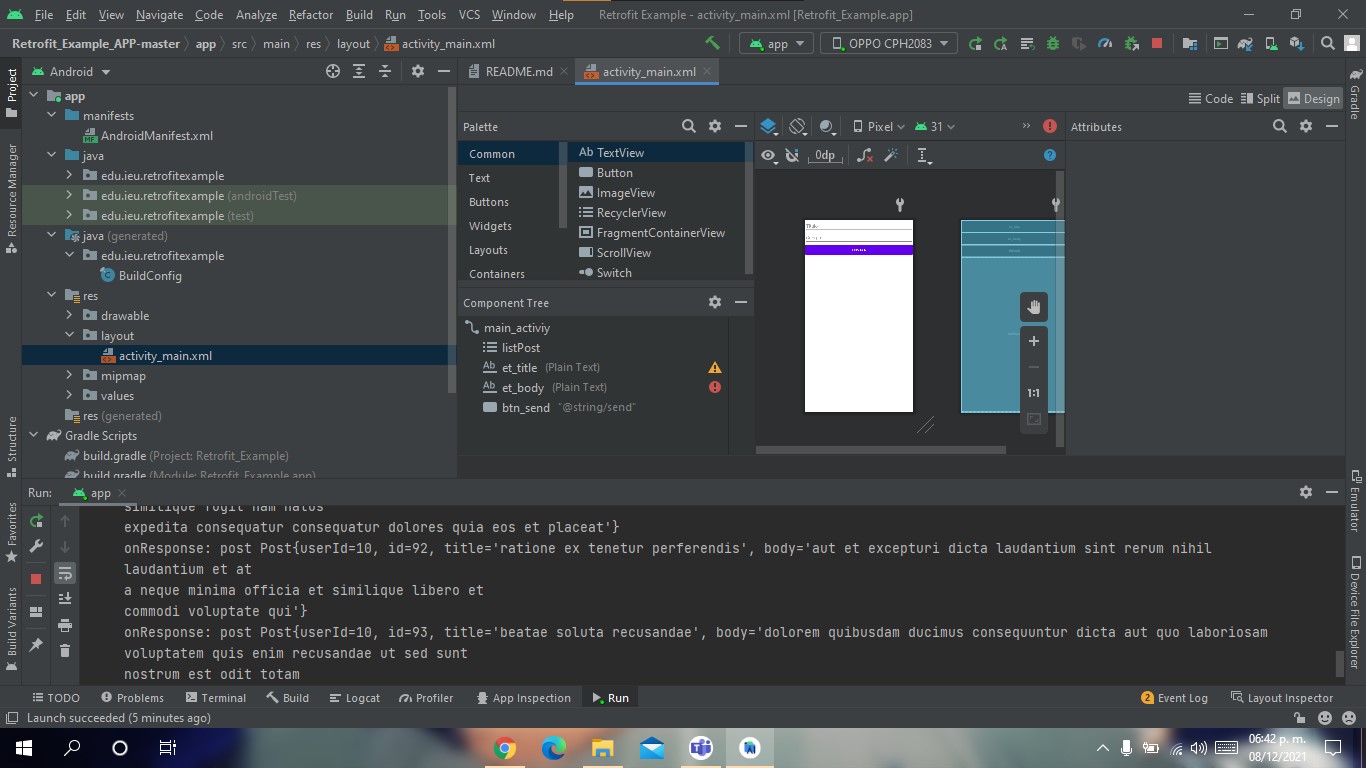 File Edit View Navigate Code Analyze Refactor Build Run Tools VCS Window Help Retrofit Example - activity_main.xml [Retrofit_Example.app]
Retrofit_Example_APP-master app src main res layout activity_main.xml app OPPO CPH2083
Project
Resource Manager
Structure
Favorites
Build Variants
Android
app
manifests
AndroidManifest.xml
java
edu.ieu.retrofitexample
edu.ieu.retrofitexample (androidTest)
edu.ieu.retrofitexample (test)
java (generated)
edu.ieu.retrofitexample
BuildConfig
res
drawable
layout
activity_main.xml
mipmap
values
res (generated)
Gradle Scripts
build.gradle (Project: Retrofit_Example)
build.gradle (Module: Retrofit_Example.app)
README.md activity_main.xml
Code Split Design
Palette
Common
Text
Buttons
Widgets
Layouts
Containers
Ab TextView
Button
ImageView
RecyclerView
FragmentContainerView
ScrollView
Switch
Component Tree
main_activiy
listPost
Ab et_title (Plain Text)
Ab et_body (Plain Text)
btn_send "@string/send"
Pixel 31
0dp
1:1
Attributes
Gradle
Emulator
Device File Explorer
Run: app
similique fugit nam natus
expedita consequatur consequatur dolores quia eos et placeat'}
onResponse: post Post{userId=10, id=92, title='ratione ex tenetur perferendis', body='aut et excepturi dicta laudantium sint rerum nihil
laudantium et at
a neque minima officia et similique libero et
commodi voluptate qui'}
onResponse: post Post{userId=10, id=93, title='beatae soluta recusandae', body='dolorem quibusdam ducimus consequuntur dicta aut quo laboriosam
voluptatem quis enim recusandae ut sed sunt
nostrum est odit totam
TODO Problems Terminal Build Logcat Profiler App Inspection Run 2 Event Log Layout Inspector
Launch succeeded (5 minutes ago)
06:42 p. m.
08/12/2021